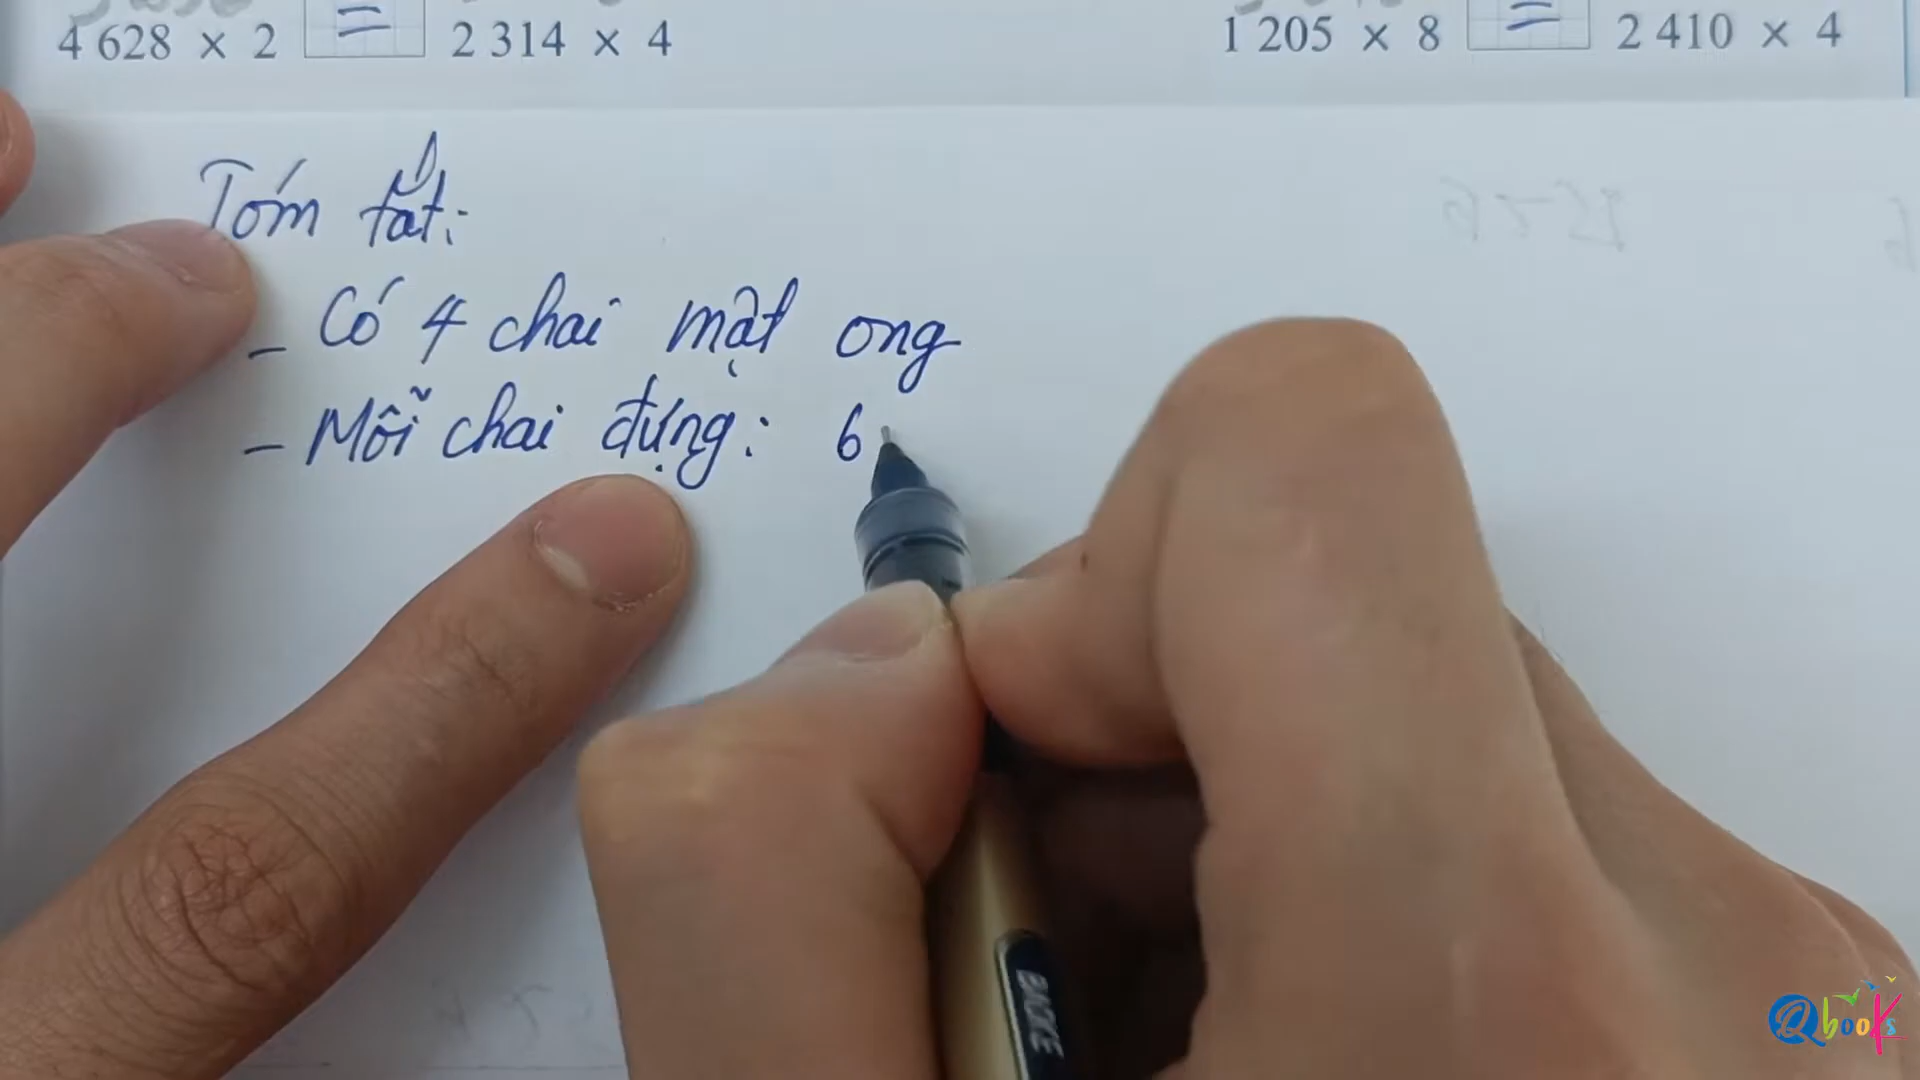 4 628 × 2 = 2 314 × 4
1 205 × 8 = 2 410 × 4
Tóm tắt:
- Có 4 chai mật ong
- Mỗi chai đựng: 6
BAOKE
Qbooks